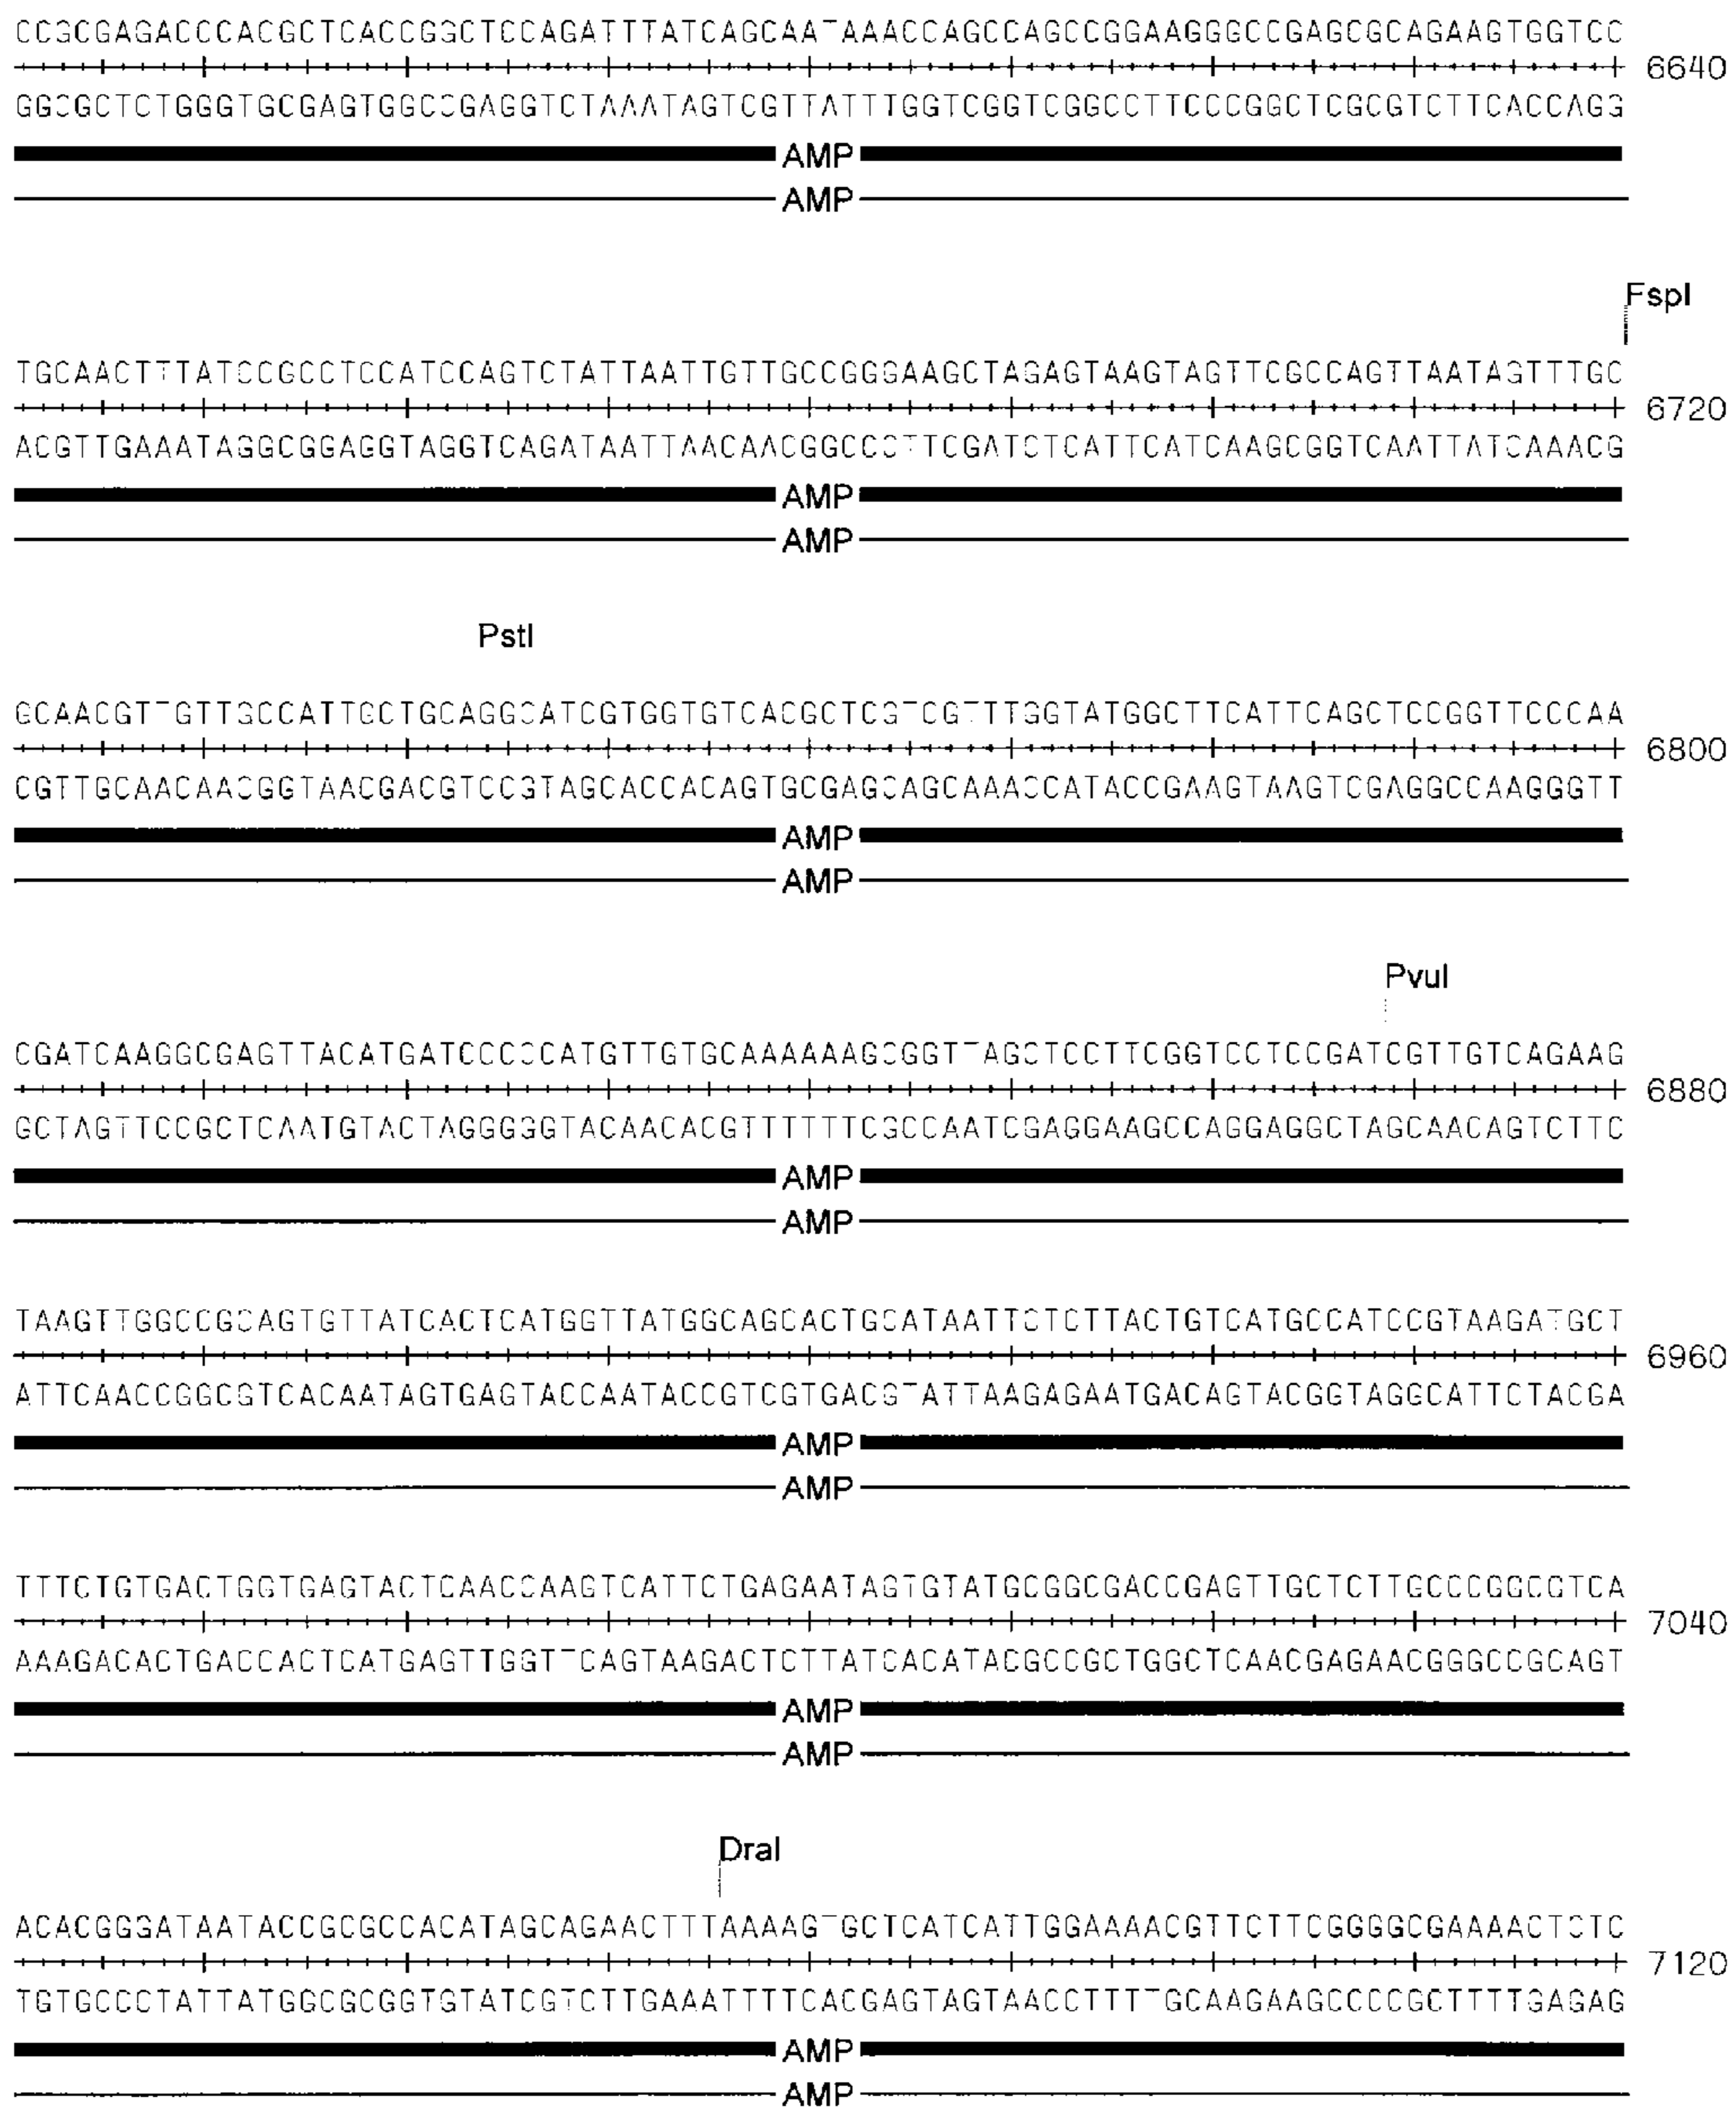 CCGCGAGACCCACGCTCACCGGCTCCAGATTTATCAGCAATAAACCAGCCAGCCGGAAGGGCCGAGCGCAGAAGTGGTCC
6640
GGCGCTCTGGGTGCGAGTGGCCGAGGTCTAAATAGTCGTTATTTGGTCGGTCGGCCTTCCCGGCTCGCGTCTTCACCAGG
AMP
AMP
FspI
TGCAACTTTATCCGCCTCCATCCAGTCTATTAATTGTTGCCGGGAAGCTAGAGTAAGTAGTTCGCCAGTTAATAGTTTGC
6720
ACGTTGAAATAGGCGGAGGTAGGTCAGATAATTAACAACGGCCCTTCGATCTCATTCATCAAGCGGTCAATTATCAAACG
AMP
AMP
PstI
GCAACGTTGTTGCCATTGCTGCAGGCATCGTGGTGTCACGCTCGTCGTTTGGTATGGCTTCATTCAGCTCCGGTTCCCAA
6800
CGTTGCAACAACGGTAACGACGTCCGTAGCACCACAGTGCGAGCAGCAAACCATACCGAAGTAAGTCGAGGCCAAGGGTT
AMP
AMP
PvuI
CGATCAAGGCGAGTTACATGATCCCCCATGTTGTGCAAAAAAGCGGTTAGCTCCTTCGGTCCTCCGATCGTTGTCAGAAG
6880
GCTAGTTCCGCTCAATGTACTAGGGGGTACAACACGTTTTTTCGCCAATCGAGGAAGCCAGGAGGCTAGCAACAGTCTTC
AMP
AMP
TAAGTTGGCCGCAGTGTTATCACTCATGGTTATGGCAGCACTGCATAATTCTCTTACTGTCATGCCATCCGTAAGATGCT
6960
ATTCAACCGGCGTCACAATAGTGAGTACCAATACCGTCGTGACGTATTAAGAGAATGACAGTACGGTAGGCATTCTACGA
AMP
AMP
TTTCTGTGACTGGTGAGTACTCAACCAAGTCATTCTGAGAATAGTGTATGCGGCGACCGAGTTGCTCTTGCCCGGCGTCA
7040
AAAGACACTGACCACTCATGAGTTGGTTCAGTAAGACTCTTATCACATACGCCGCTGGCTCAACGAGAACGGGCCGCAGT
AMP
AMP
DraI
ACACGGGATAATACCGCGCCACATAGCAGAACTTTAAAAGTGCTCATCATTGGAAAACGTTCTTCGGGGCGAAAACTCTC
7120
TGTGCCCTATTATGGCGCGGTGTATCGTCTTGAAATTTTCACGAGTAGTAACCTTTTGCAAGAAGCCCCGCTTTTGAGAG
AMP
AMP